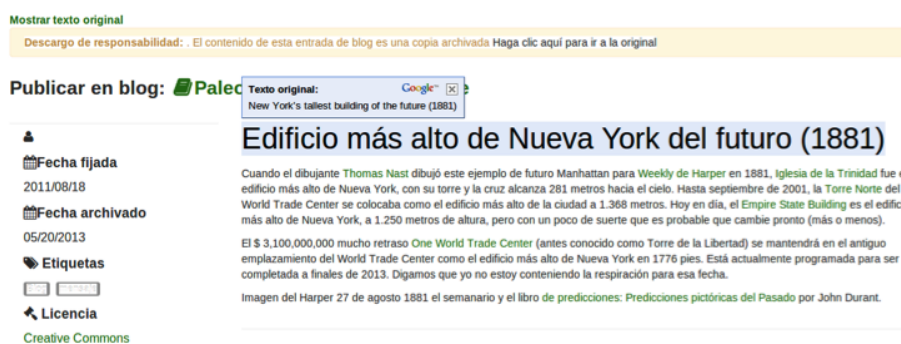 Mostrar texto original
Descargo de responsabilidad: . El contenido de esta entrada de blog es una copia archivada Haga clic aquí para ir a la original
Publicar en blog: Paleo
Texto original: Google
New York's tallest building of the future (1881)
Edificio más alto de Nueva York del futuro (1881)
Fecha fijada
2011/08/18
Fecha archivado
05/20/2013
Etiquetas
Licencia
Creative Commons
Cuando el dibujante Thomas Nast dibujó este ejemplo de futuro Manhattan para Weekly de Harper en 1881, Iglesia de la Trinidad fue
edificio más alto de Nueva York, con su torre y la cruz alcanza 281 metros hacia el cielo. Hasta septiembre de 2001, la Torre Norte del
World Trade Center se colocaba como el edificio más alto de la ciudad a 1.368 metros. Hoy en día, el Empire State Building es el edific
más alto de Nueva York, a 1.250 metros de altura, pero con un poco de suerte que es probable que cambie pronto (más o menos).
El $ 3,100,000,000 mucho retraso One World Trade Center (antes conocido como Torre de la Libertad) se mantendrá en el antiguo
emplazamiento del World Trade Center como el edificio más alto de Nueva York en 1776 pies. Está actualmente programada para ser
completada a finales de 2013. Digamos que yo no estoy conteniendo la respiración para esa fecha.
Imagen del Harper 27 de agosto 1881 el semanario y el libro de predicciones: Predicciones pictóricas del Pasado por John Durant.